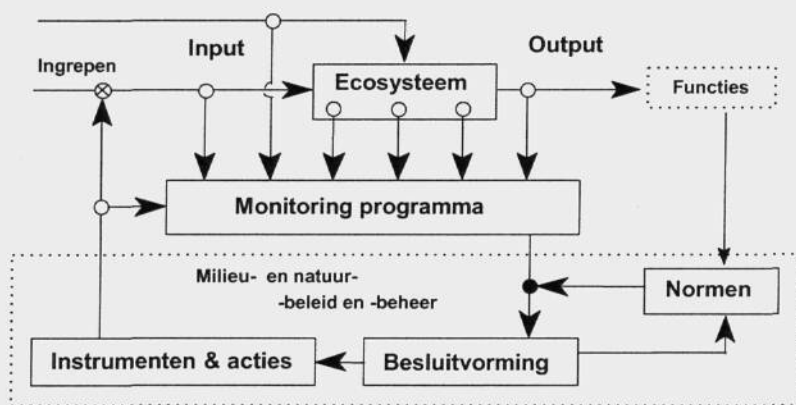 Input
Output
Ingrepen
Ecosysteem
Functies
Monitoring programma
Milieu- en natuur-
-beleid en -beheer
Normen
Instrumenten & acties
Besluitvorming